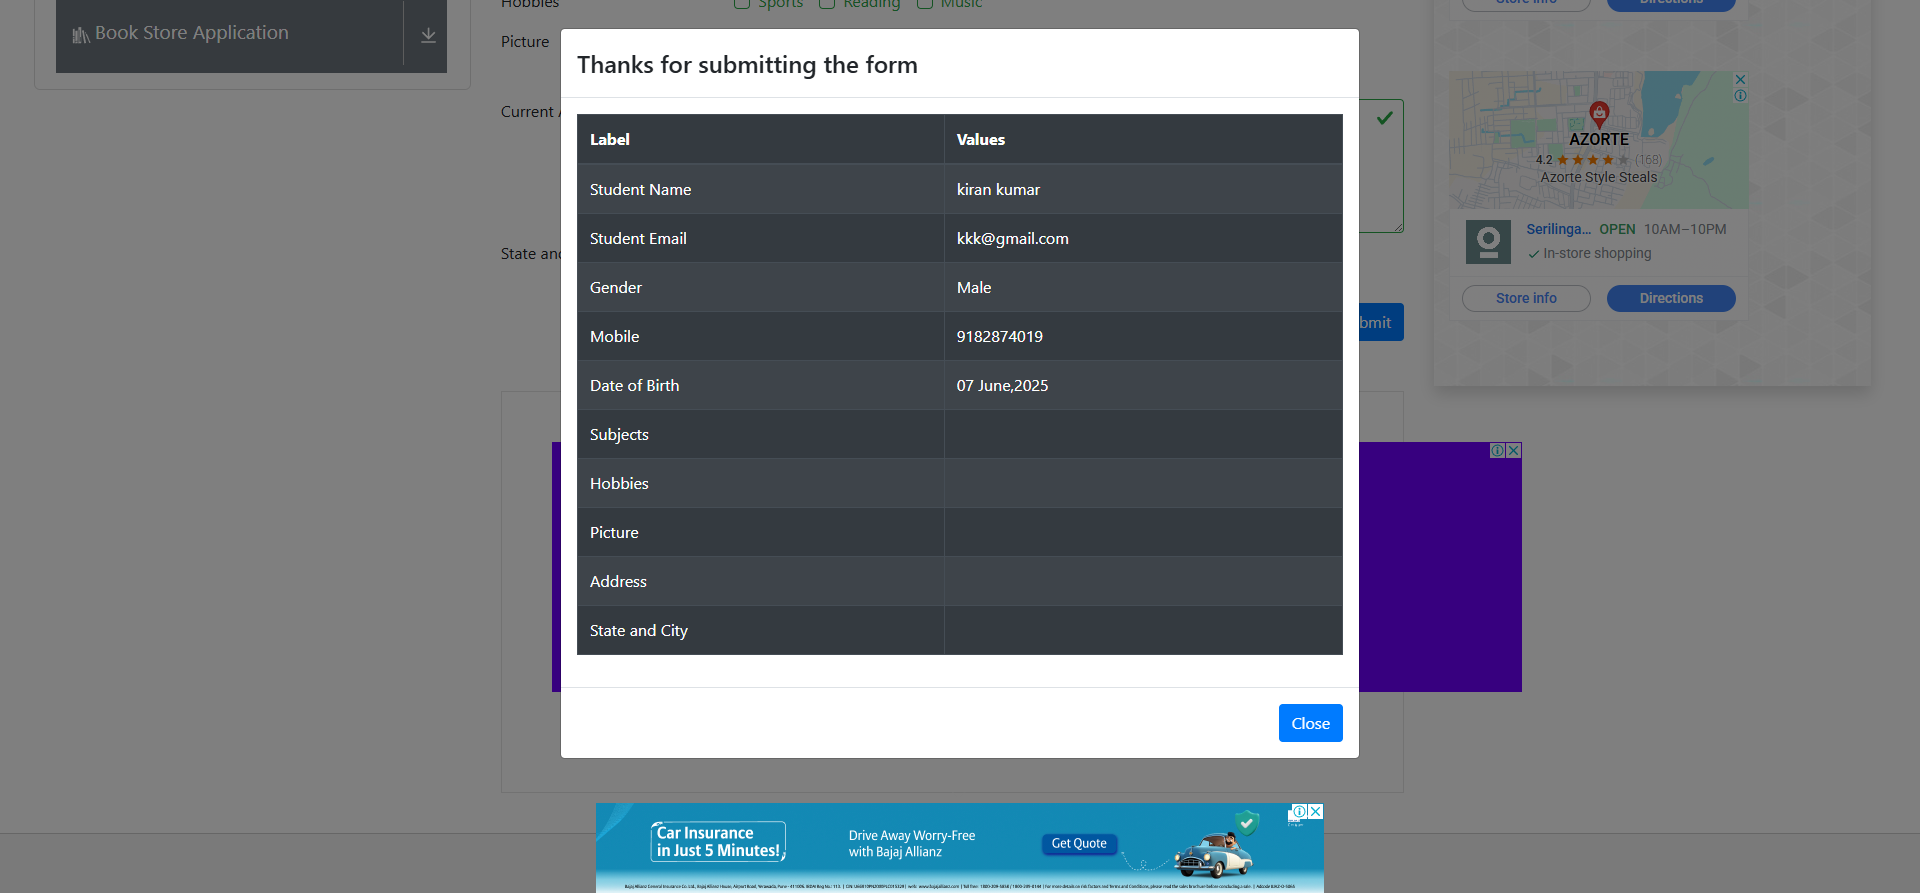 Hobbies
Sports Reading Music
Book Store Application
Picture
Current
State and
bmit
Thanks for submitting the form
Label Values
Student Name kiran kumar
Student Email kkk@gmail.com
Gender Male
Mobile 9182874019
Date of Birth 07 June,2025
Subjects
Hobbies
Picture
Address
State and City
Close
Store info Directions
AZORTE
4.2 (168)
Azorte Style Steals
Serilinga... OPEN 10AM–10PM
In-store shopping
Store info Directions
Car Insurance
in Just 5 Minutes!
Drive Away Worry-Free
with Bajaj Allianz
Get Quote